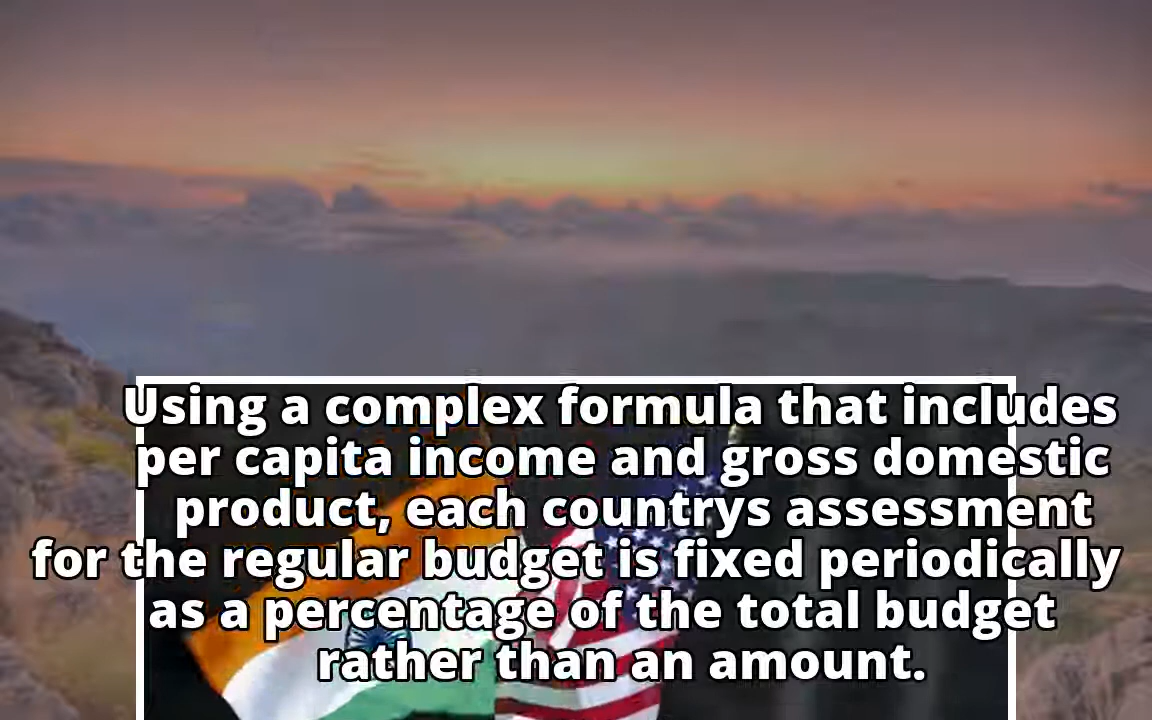 Using a complex formula that includes
per capita income and gross domestic
product, each countrys assessment
for the regular budget is fixed periodically
as a percentage of the total budget
rather than an amount.